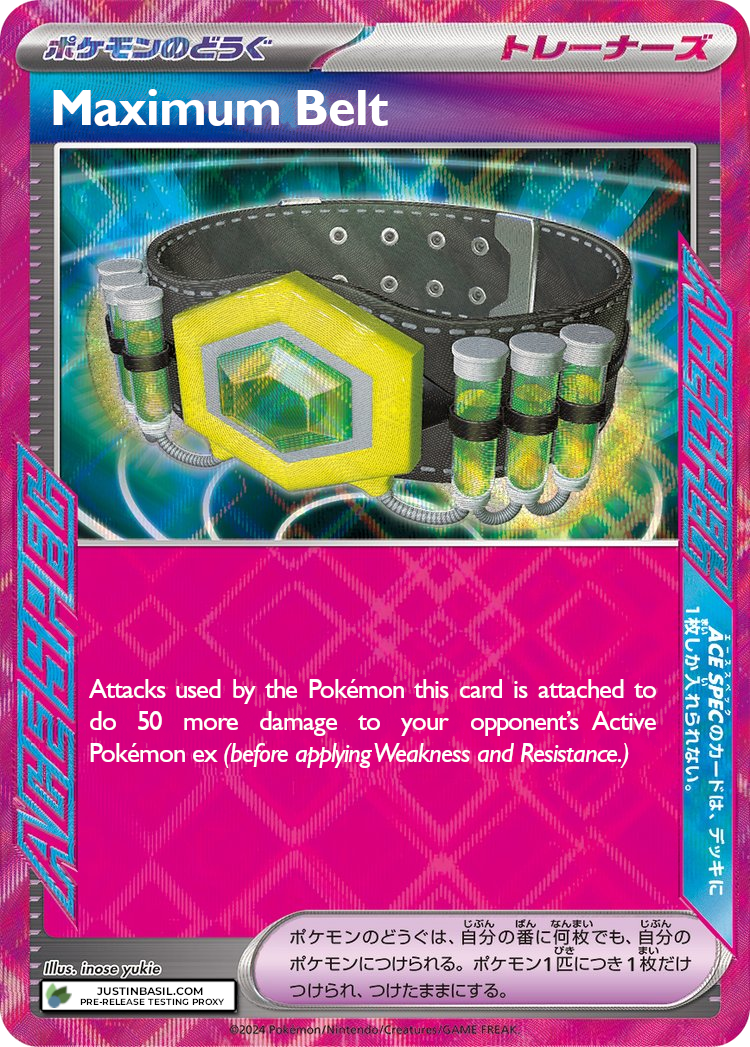 ポケモンのどうぐ
トレーナーズ
Maximum Belt
ACE SPEC
ACE SPEC
ACE SPECのカードは、デッキに
1枚しか入れられない。
Attacks used by the Pokémon this card is attached to
do 50 more damage to your opponent's Active
Pokémon ex (before applying Weakness and Resistance.)
Illus. inose yukie
JUSTINBASIL.COM
PRE-RELEASE TESTING PROXY
ポケモンのどうぐは、自分の番に何枚でも、自分の
ポケモンにつけられる。ポケモン1匹につき1枚だけ
つけられ、つけたままにする。
©2024 Pokémon/Nintendo/Creatures/GAME FREAK